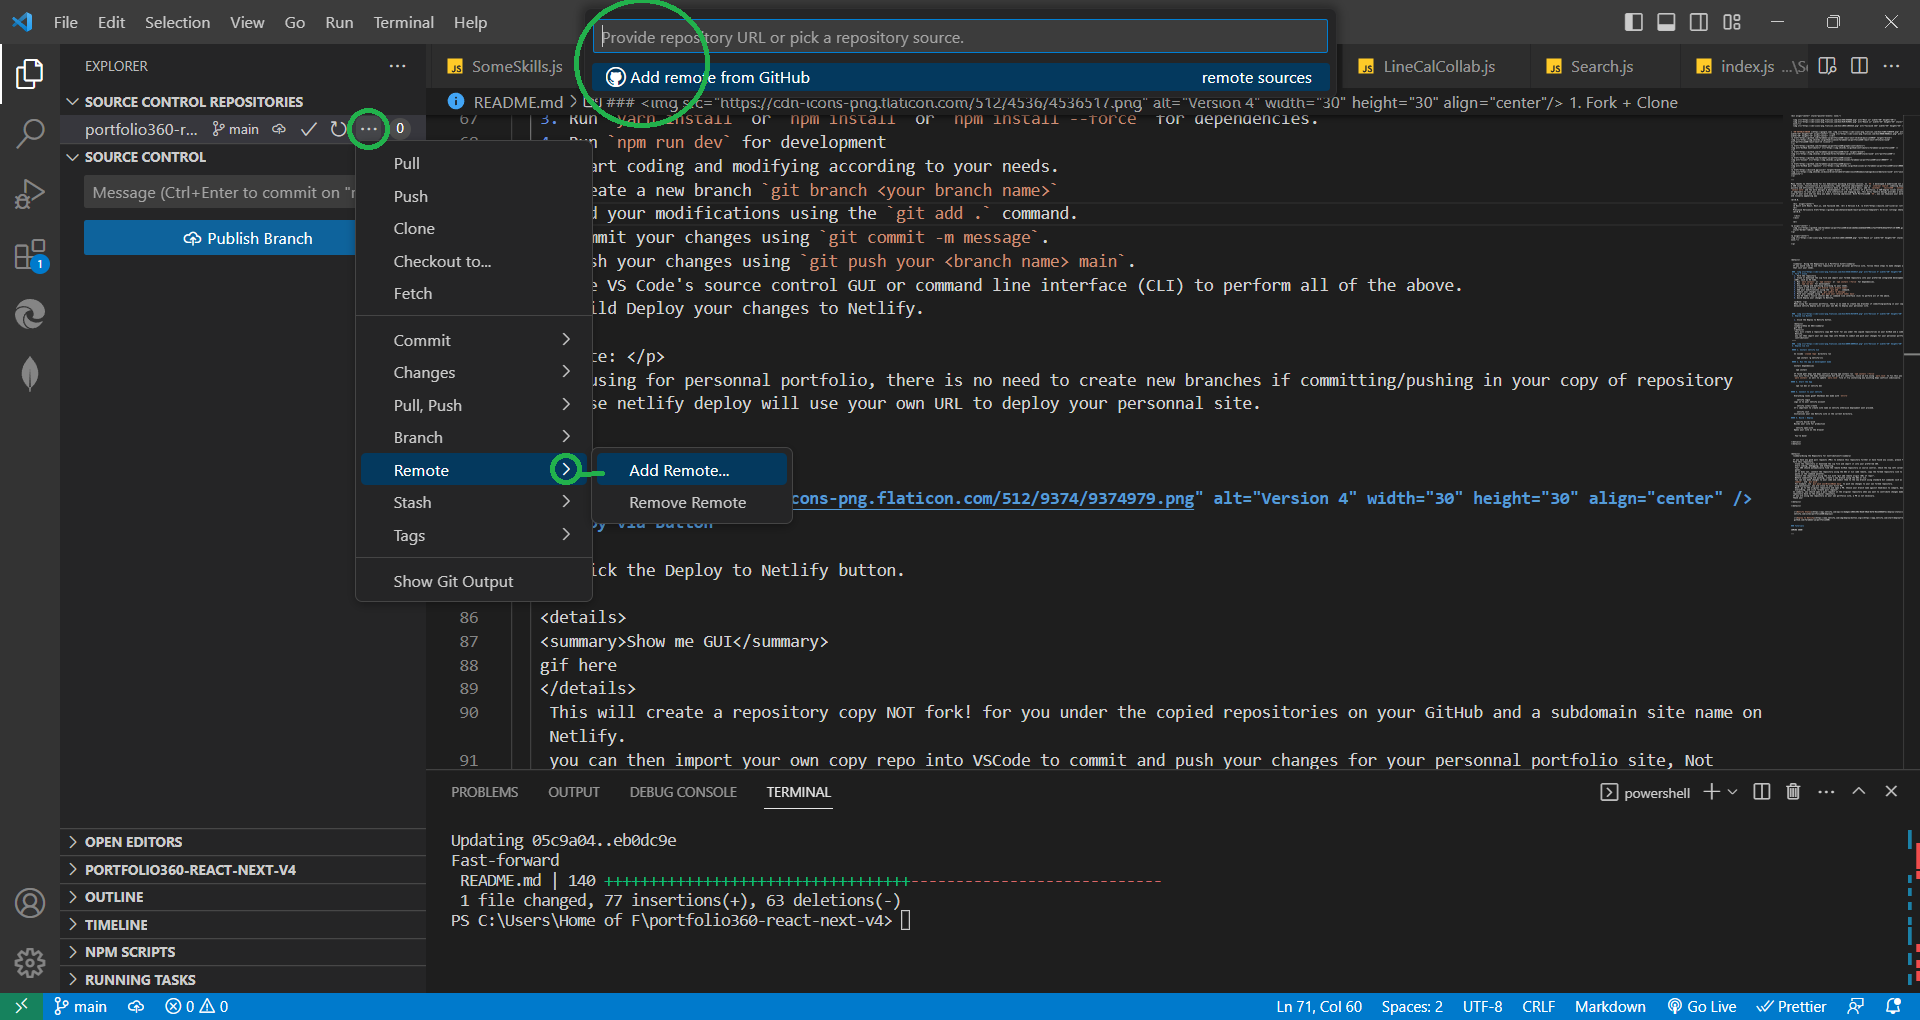 File Edit Selection View Go Run Terminal Help
Provide repository URL or pick a repository source.
Add remote from GitHub remote sources
EXPLORER
SOURCE CONTROL REPOSITORIES
portfolio360-r... main 0
SOURCE CONTROL
Message (Ctrl+Enter to commit on "r
Publish Branch
Pull
Push
Clone
Checkout to...
Fetch
Commit
Changes
Pull, Push
Branch
Remote
Stash
Tags
Show Git Output
Add Remote...
Remove Remote
SomeSkills.js LineCalCollab.js Search.js index.js ...\Sc
README.md > ### <img src="https://cdn-icons-png.flaticon.com/512/4536/4536517.png" alt="Version 4" width="30" height="30" align="center"/> 1. Fork + Clone
67 3. Run `yarn install` or `npm install` or `npm install --force` for dependencies.
68 4. Run `npm run dev` for development
art coding and modifying according to your needs.
eate a new branch `git branch <your branch name>`
d your modifications using the `git add .` command.
mmit your changes using `git commit -m message`.
sh your changes using `git push your <branch name> main`.
e VS Code's source control GUI or command line interface (CLI) to perform all of the above.
ild Deploy your changes to Netlify.
te: </p>
using for personnal portfolio, there is no need to create new branches if committing/pushing in your copy of repository
se netlify deploy will use your own URL to deploy your personnal site.
cons-png.flaticon.com/512/9374/9374979.png" alt="Version 4" width="30" height="30" align="center" />
oy via Button
ick the Deploy to Netlify button.
86 <details>
87 <summary>Show me GUI</summary>
88 gif here
89 </details>
90 This will create a repository copy NOT fork! for you under the copied repositories on your GitHub and a subdomain site name on
Netlify.
91 you can then import your own copy repo into VSCode to commit and push your changes for your personnal portfolio site, Not
PROBLEMS OUTPUT DEBUG CONSOLE TERMINAL powershell
Updating 05c9a04..eb0dc9e
Fast-forward
README.md | 140 ++++++++++++++++++++++++++++++++++----------------------------
1 file changed, 77 insertions(+), 63 deletions(-)
PS C:\Users\Home of F\portfolio360-react-next-v4>
OPEN EDITORS
PORTFOLIO360-REACT-NEXT-V4
OUTLINE
TIMELINE
NPM SCRIPTS
RUNNING TASKS
1
main 0 0 Ln 71, Col 60 Spaces: 2 UTF-8 CRLF Markdown Go Live Prettier